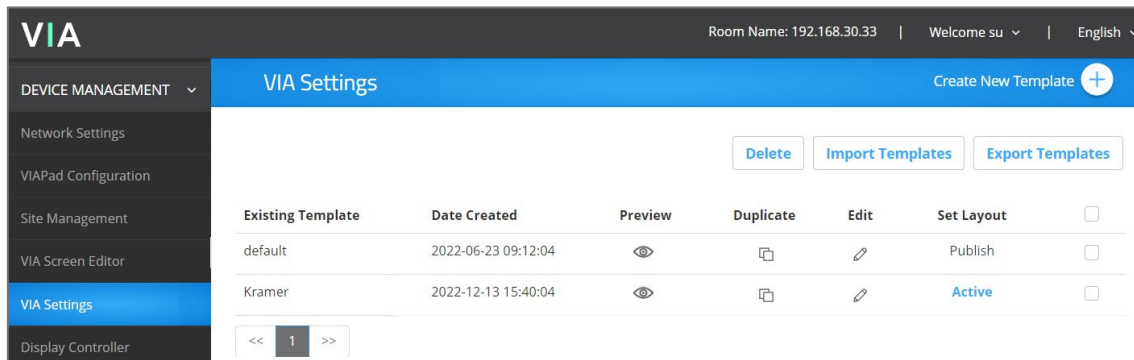 VIA
Room Name: 192.168.30.33 | Welcome su | English
DEVICE MANAGEMENT
VIA Settings
Create New Template
Network Settings
Delete Import Templates Export Templates
VIAPad Configuration
Site Management
Existing Template Date Created Preview Duplicate Edit Set Layout
default 2022-06-23 09:12:04 Publish
VIA Screen Editor
Kramer 2022-12-13 15:40:04 Active
VIA Settings
<< 1 >>
Display Controller